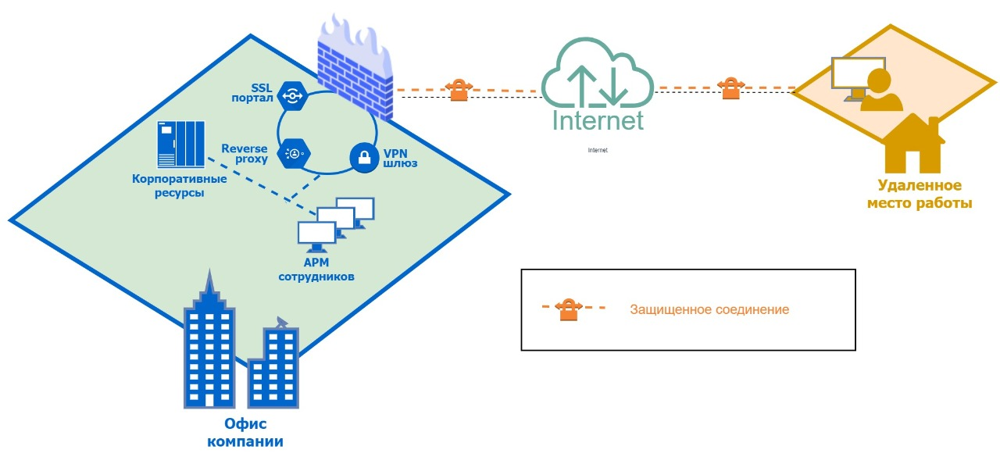 SSL
портал
Reverse
proxy
VPN
шлюз
Корпоративные
ресурсы
АРМ
сотрудников
Офис
компании
Internet
Internet
Удаленное
место работы
Защищенное соединение